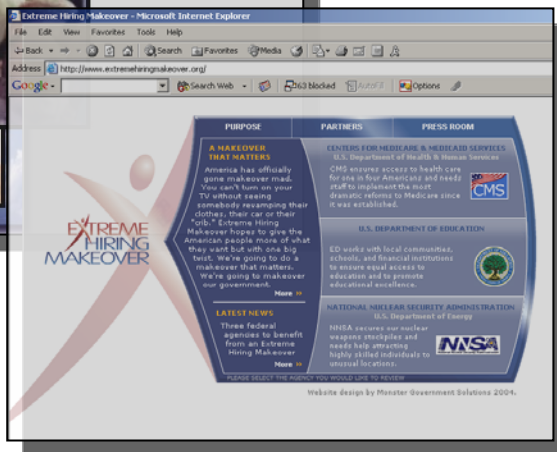 Extreme Hiring Makeover - Microsoft Internet Explorer
File Edit View Favorites Tools Help
Back Search Favorites Media
Address http://www.extremehiringmakeover.org/
Google Search Web 263 blocked AutoFill Options
PURPOSE PARTNERS PRESS ROOM
A MAKEOVER
THAT MATTERS
America has officially
gone makeover mad.
You can't turn on your
TV without seeing
somebody revamping their
clothes, their car or their
"crib." Extreme Hiring
Makeover hopes to give the
American people more of what
they want but with one big
twist. We're going to do a
makeover that matters.
We're going to makeover
our government.
More »
LATEST NEWS
Three federal
agencies to benefit
from an Extreme
Hiring Makeover
More »
CENTERS FOR MEDICARE & MEDICAID SERVICES
U.S. Department of Health & Human Services
CMS ensures access to health care
for one in four Americans and needs
staff to implement the most
dramatic reforms to Medicare since
it was established.
CMS
U.S. DEPARTMENT OF EDUCATION
ED works with local communities,
schools, and financial institutions
to ensure equal access to
education and to promote
educational excellence.
NATIONAL NUCLEAR SECURITY ADMINISTRATION
U.S. Department of Energy
NNSA secures our nuclear
weapons stockpiles and
needs help attracting
highly skilled individuals to
unusual locations.
NNSA
EXTREME
HIRING
MAKEOVER
PLEASE SELECT THE AGENCY YOU WOULD LIKE TO REVIEW
Website design by Monster Government Solutions 2004.